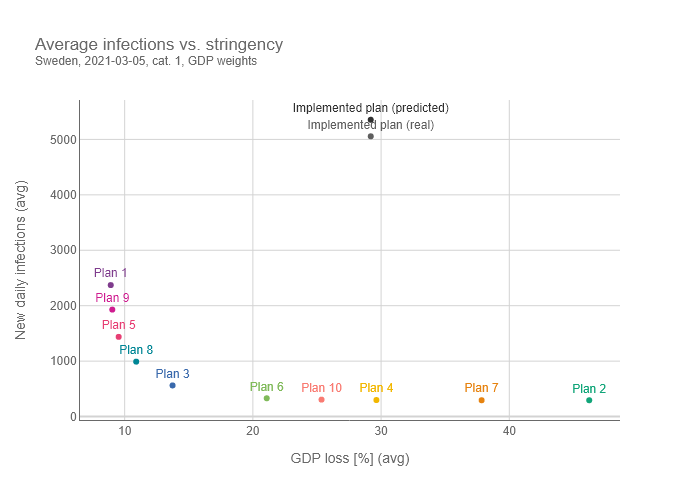 Average infections vs. stringency
Sweden, 2021-03-05, cat. 1, GDP weights
Implemented plan (predicted)
Implemented plan (real)
5000
4000
3000
2000
1000
0
New daily infections (avg)
Plan 1
Plan 9
Plan 5
Plan 8
Plan 3
Plan 6
Plan 10
Plan 4
Plan 7
Plan 2
10
20
30
40
GDP loss [%] (avg)